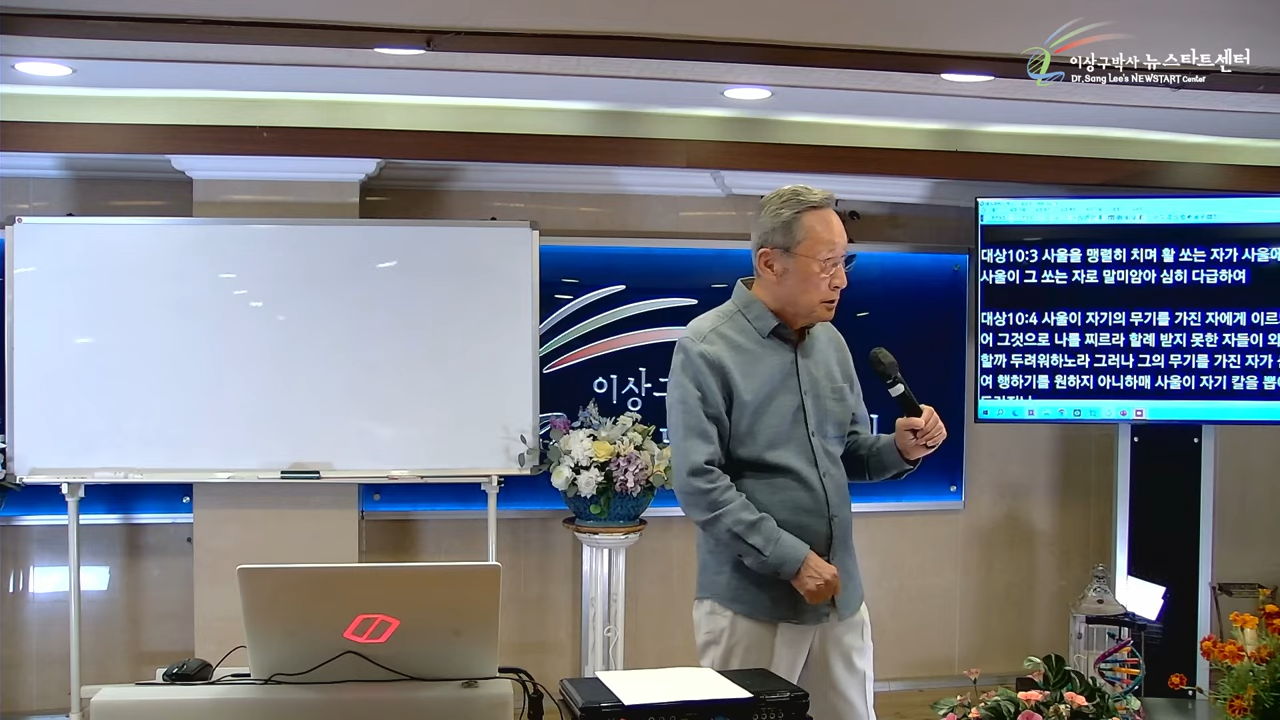 이상구박사 뉴스타트센터
Dr. Sang Lee's NEWSTART Center
대상10:3 사울을 맹렬히 치며 활 쏘는 자가 사울에
사울이 그 쏘는 자로 말미암아 심히 다급하여
대상10:4 사울이 자기의 무기를 가진 자에게 이르
어 그것으로 나를 찌르라 할례 받지 못한 자들이 와
할까 두려워하노라 그러나 그의 무기를 가진 자가
여 행하기를 원하지 아니하매 사울이 자기 칼을 뽑
이상구